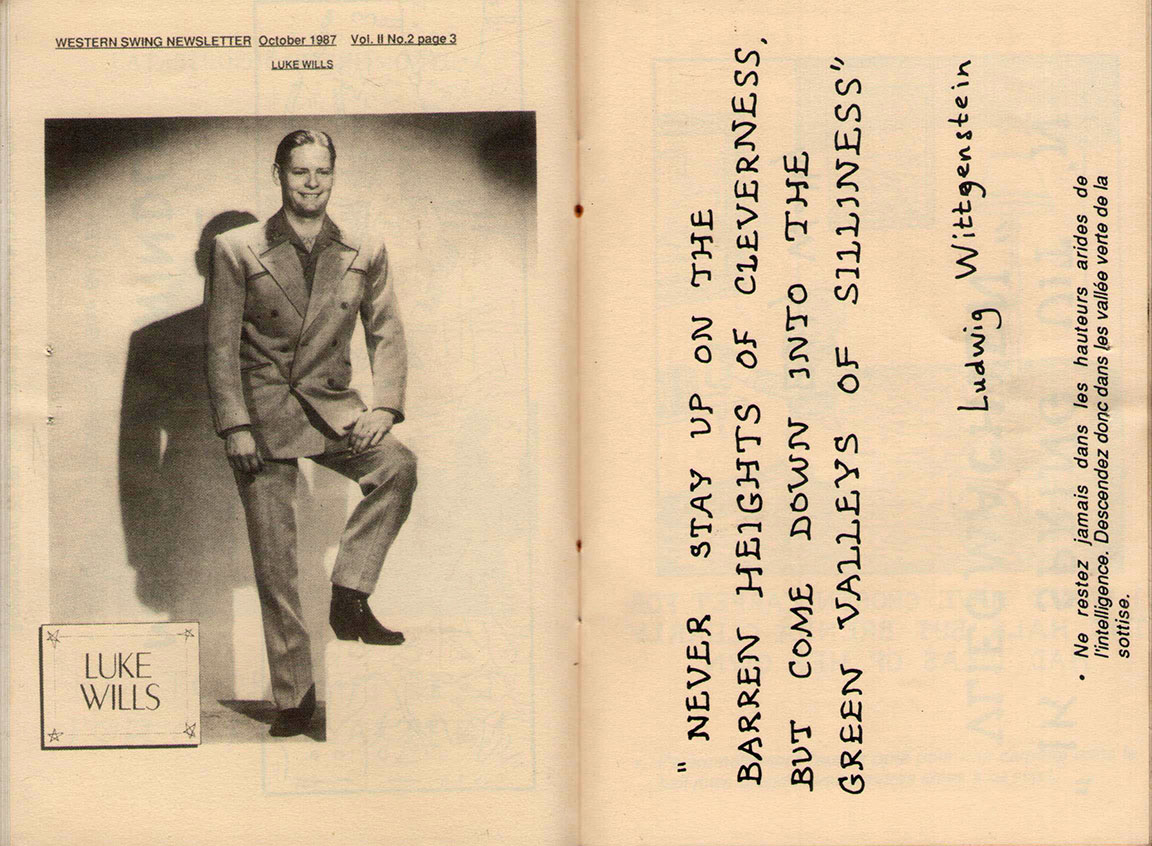 WESTERN SWING NEWSLETTER October 1987 Vol. II No.2 page 3
LUKE WILLS
LUKE
WILLS
" NEVER STAY UP ON THE
BARREN HEIGHTS OF CLEVERNESS,
BUT COME DOWN INTO THE
GREEN VALLEYS OF SILLINESS"
Ludwig Wittgenstein
• Ne restez jamais dans les hauteurs arides de
l'intelligence. Descendez donc dans les vallée verte de la
sottise.